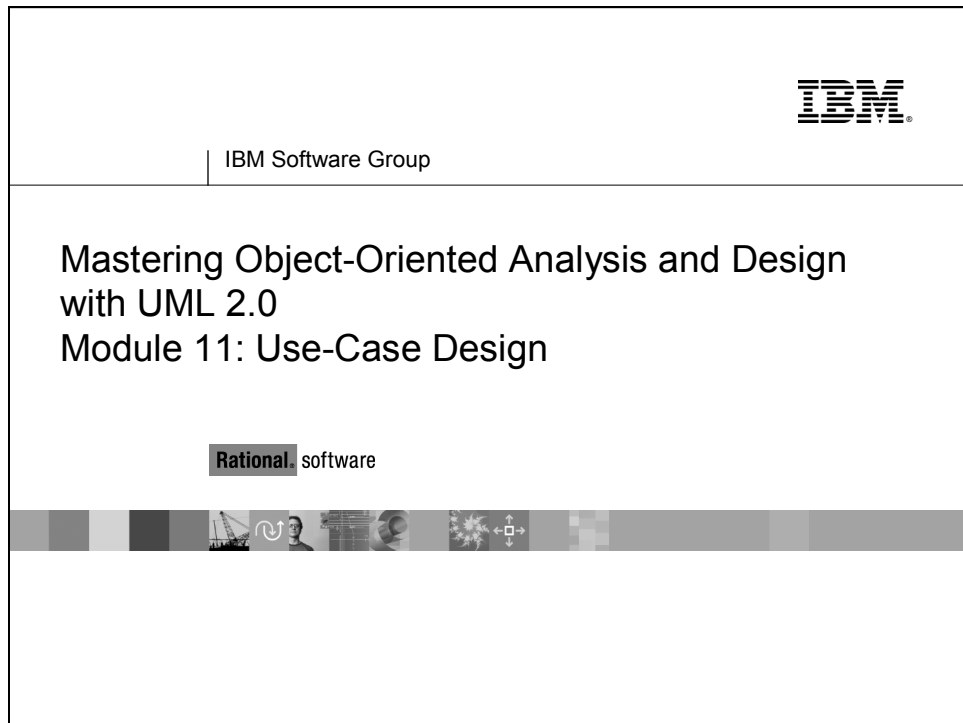 IBM®
IBM Software Group
Mastering Object-Oriented Analysis and Design
with UML 2.0
Module 11: Use-Case Design
Rational® software